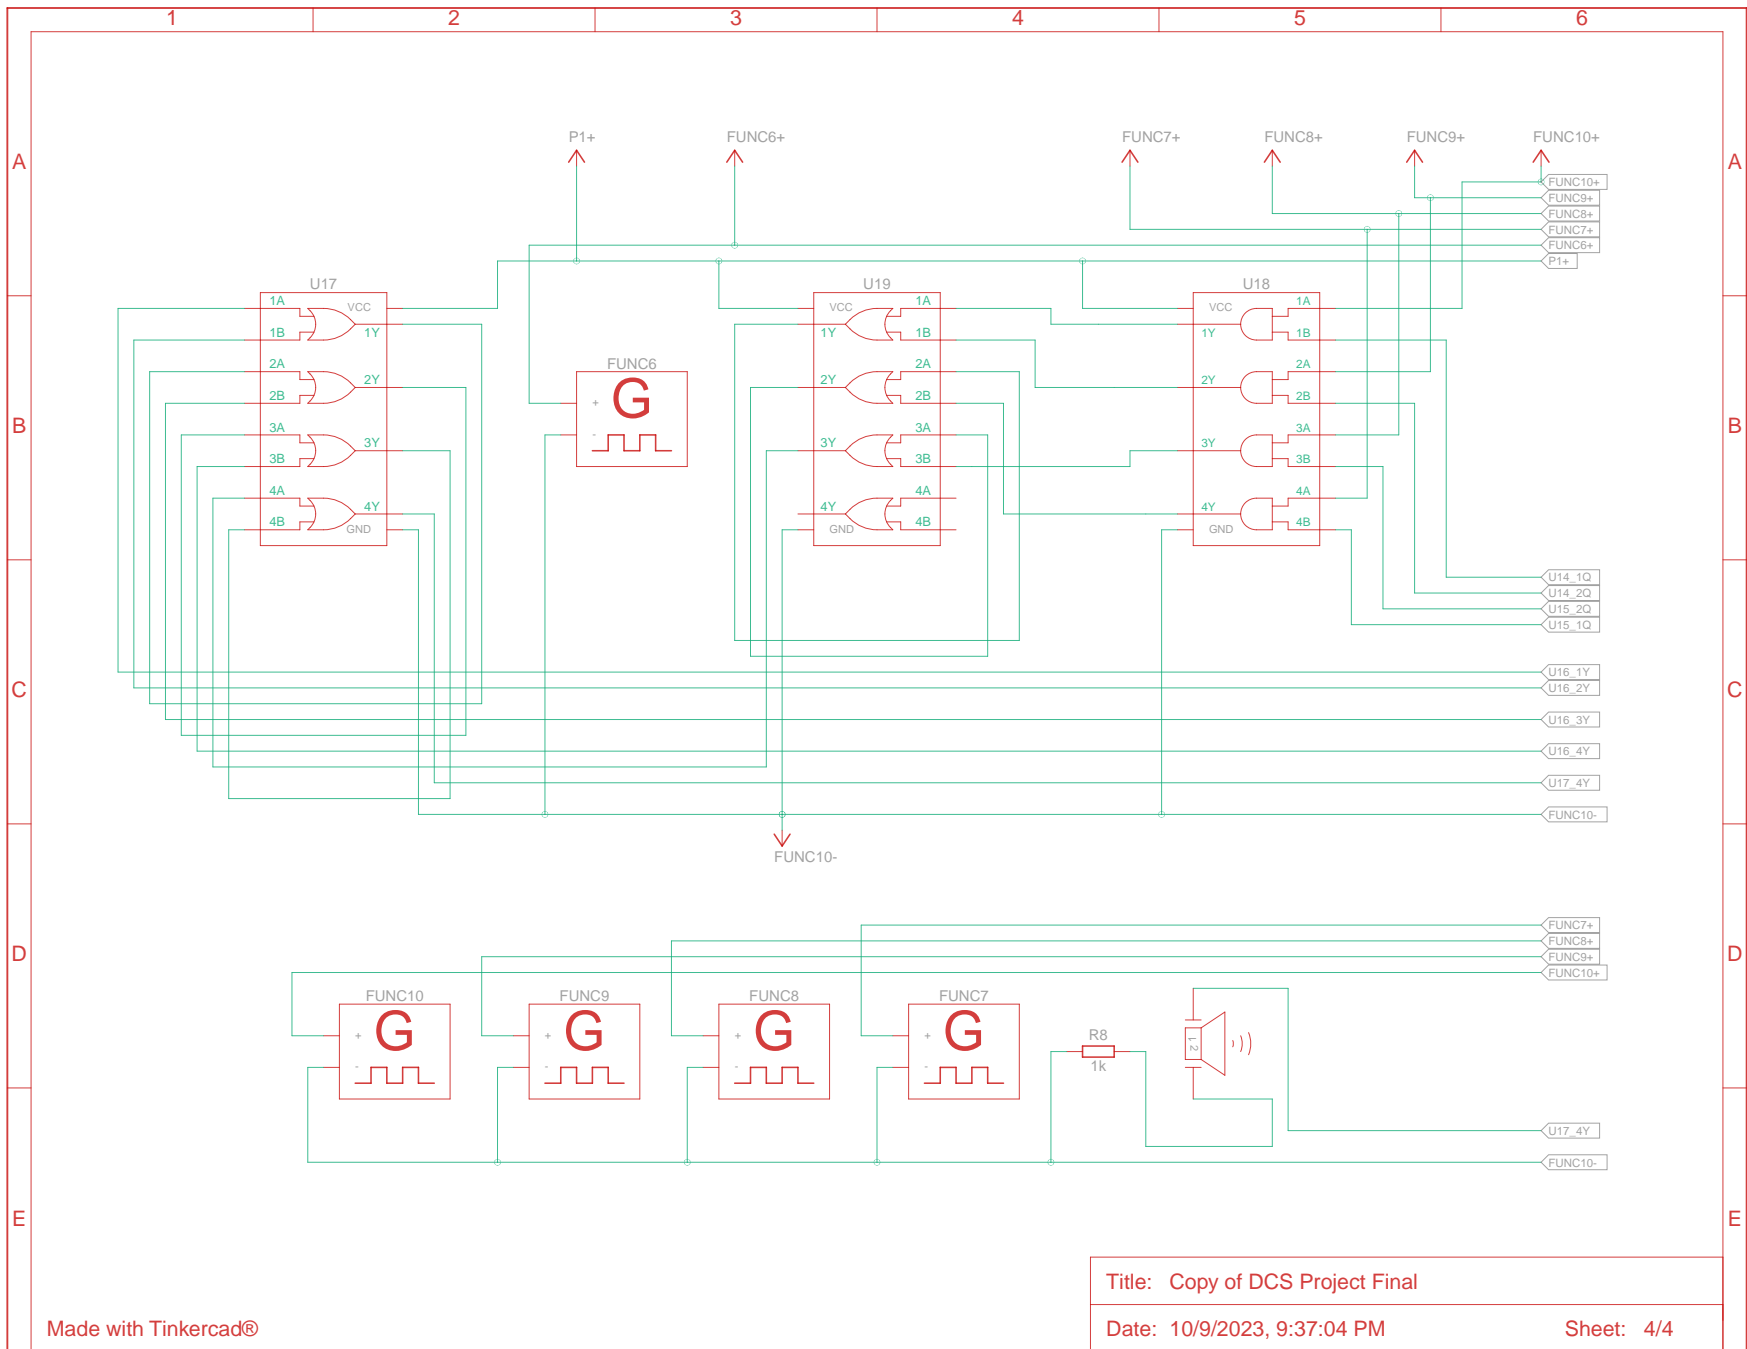 1 2 3 4 5 6
A A
P1+ FUNC6+ FUNC7+ FUNC8+ FUNC9+ FUNC10+
FUNC10+
FUNC9+
FUNC8+
FUNC7+
FUNC6+
P1+
U17 U19 U18
1A VCC VCC 1A VCC 1A
1B 1Y 1Y 1B 1Y 1B
FUNC6
2A 2A 2A
2Y 2Y 2Y
2B 2B 2B
G
+
-
B B
3A 3A 3A
3Y 3Y 3Y
3B 3B 3B
4A 4A 4A
4Y 4Y 4Y
4B GND GND 4B GND 4B
U14_1Q
U14_2Q
U15_2Q
U15_1Q
C C
U16_1Y
U16_2Y
U16_3Y
U16_4Y
U17_4Y
FUNC10-
FUNC10-
D D
FUNC7+
FUNC8+
FUNC9+
FUNC10+
FUNC10 FUNC9 FUNC8 FUNC7
G G G G
+ + + +
- - - -
R8
1k
1 2
U17_4Y
FUNC10-
E E
Title: Copy of DCS Project Final
Made with Tinkercad® Date: 10/9/2023, 9:37:04 PM Sheet: 4/4